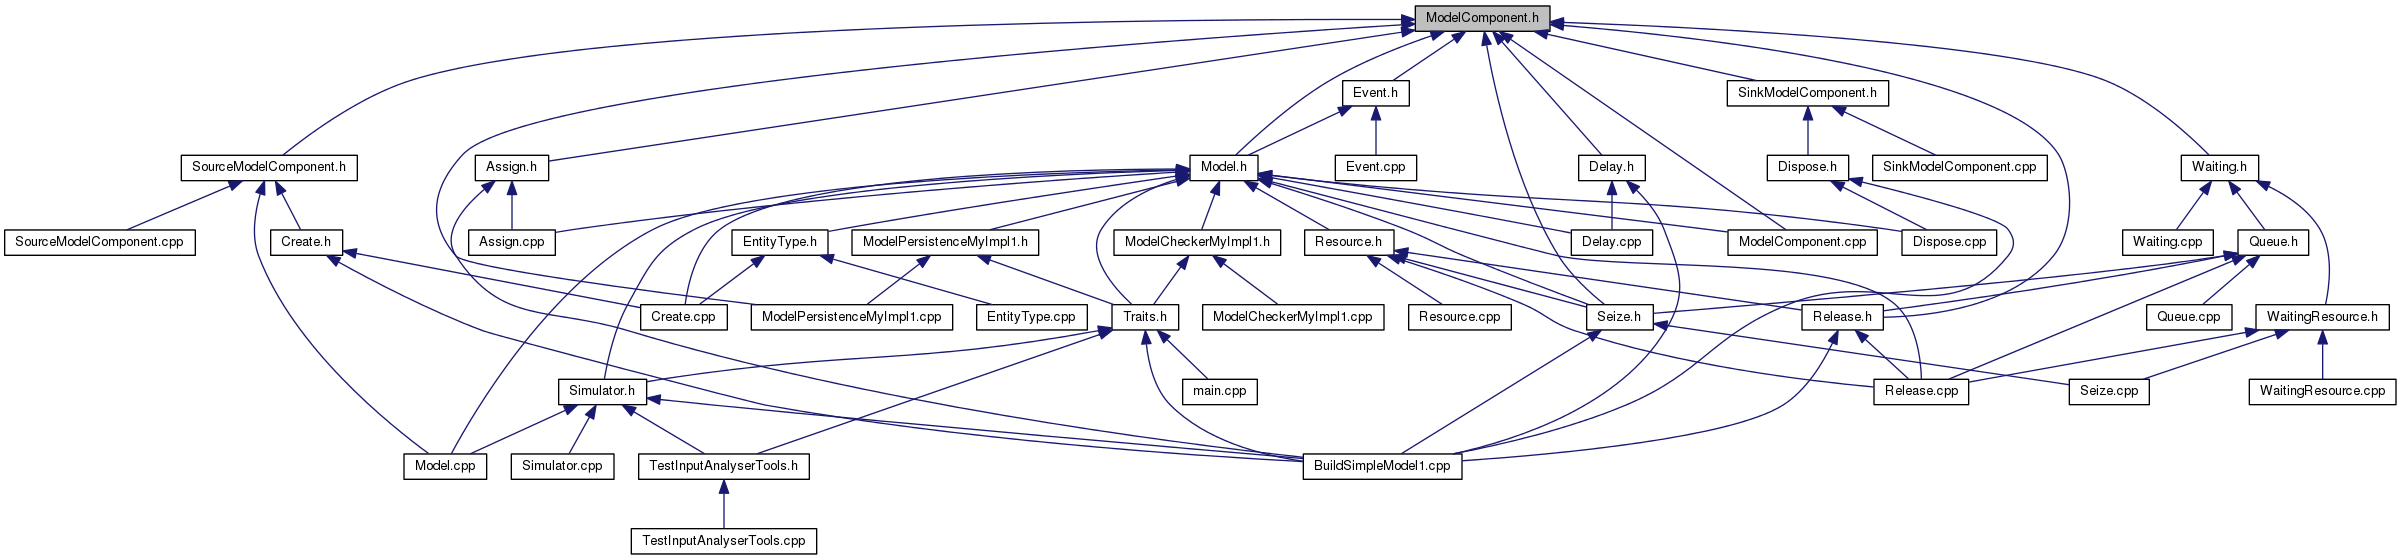 ModelComponent.h
Event.h
SinkModelComponent.h
SourceModelComponent.h
Assign.h
Model.h
Event.cpp
Delay.h
Dispose.h
SinkModelComponent.cpp
Waiting.h
SourceModelComponent.cpp
Create.h
Assign.cpp
EntityType.h
ModelPersistenceMyImpl1.h
ModelCheckerMyImpl1.h
Resource.h
Delay.cpp
ModelComponent.cpp
Dispose.cpp
Waiting.cpp
Queue.h
Create.cpp
ModelPersistenceMyImpl1.cpp
EntityType.cpp
Traits.h
ModelCheckerMyImpl1.cpp
Resource.cpp
Seize.h
Release.h
Queue.cpp
WaitingResource.h
Simulator.h
main.cpp
Release.cpp
Seize.cpp
WaitingResource.cpp
Model.cpp
Simulator.cpp
TestInputAnalyserTools.h
BuildSimpleModel1.cpp
TestInputAnalyserTools.cpp